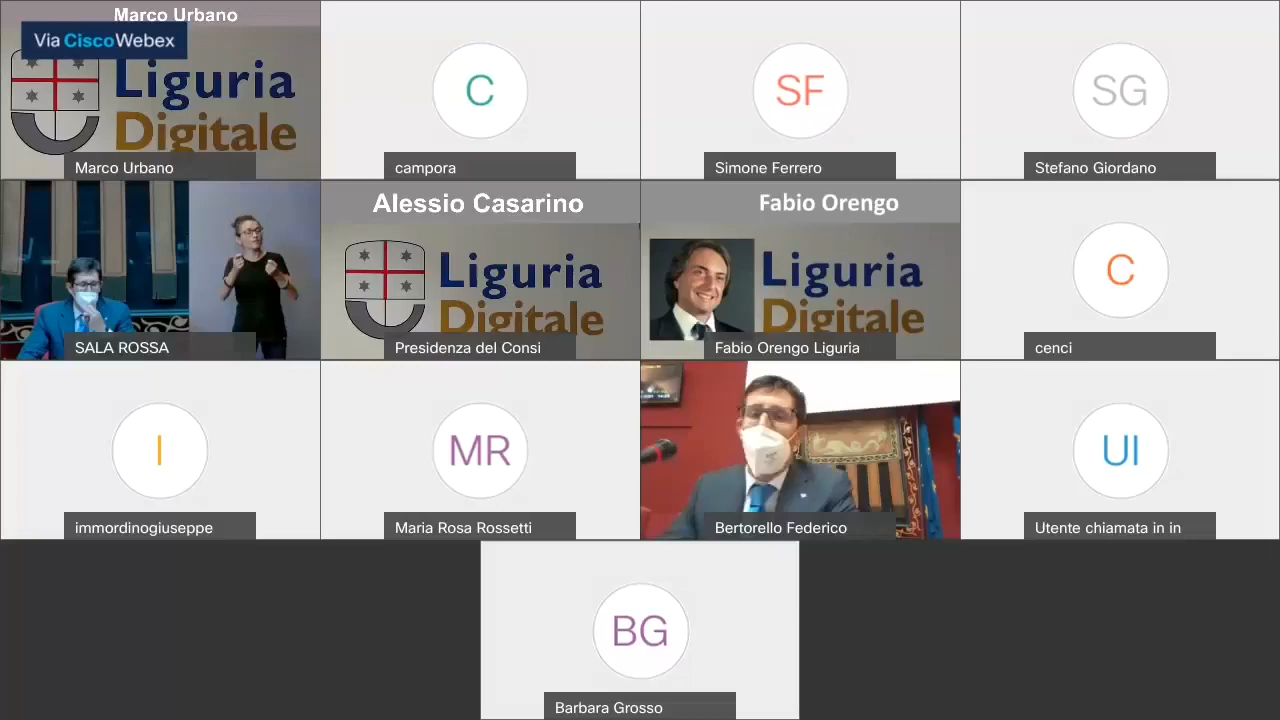 Marco Urbano
Via CiscoWebex
Liguria
Digitale
Marco Urbano
C
campora
SF
Simone Ferrero
SG
Stefano Giordano
SALA ROSSA
Alessio Casarino
Liguria
Digitale
Presidenza del Consi
Fabio Orengo
Liguria
Digitale
Fabio Orengo Liguria
C
cenci
I
immordinogiuseppe
MR
Maria Rosa Rossetti
Bertorello Federico
UI
Utente chiamata in in
BG
Barbara Grosso